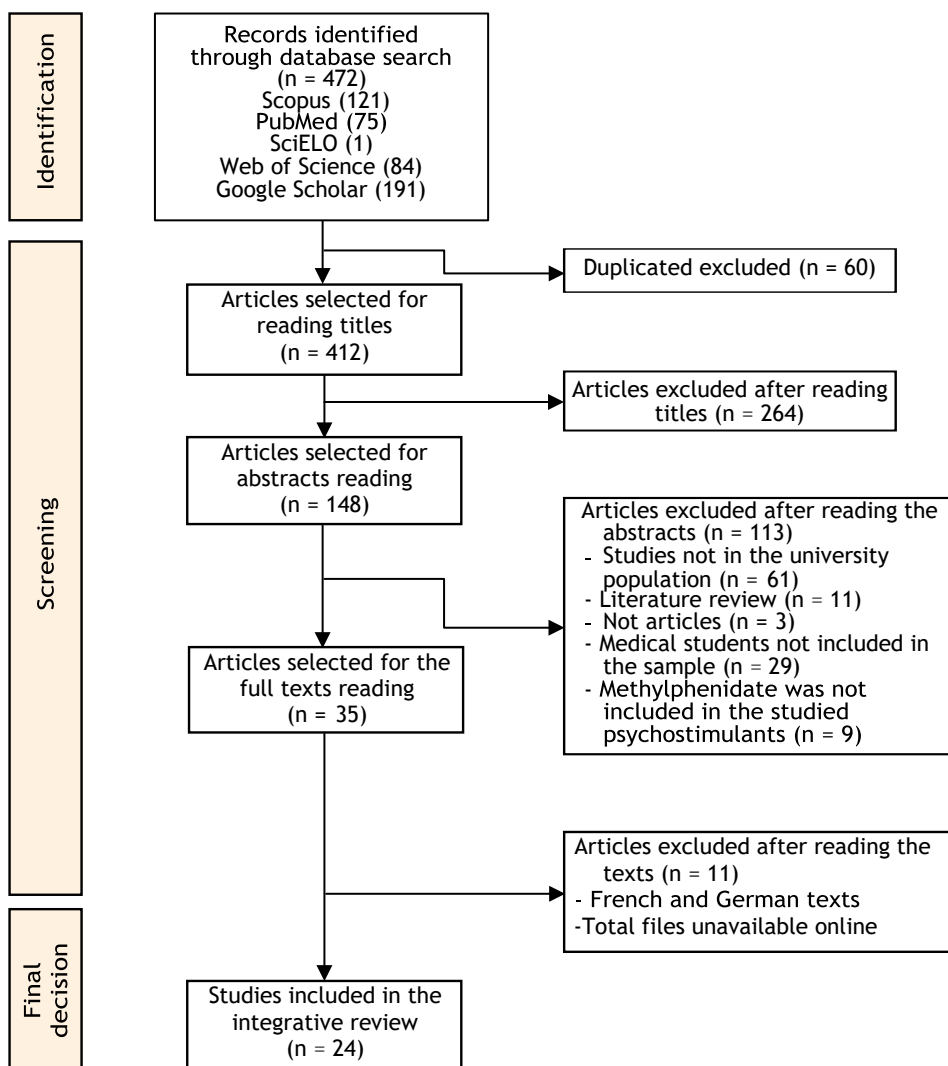 Identification
Records identified
through database search
(n = 472)
Scopus (121)
PubMed (75)
SciELO (1)
Web of Science (84)
Google Scholar (191)
Screening
Duplicated excluded (n = 60)
Articles selected for
reading titles
(n = 412)
Articles excluded after reading
titles (n = 264)
Articles selected for
abstracts reading
(n = 148)
Articles excluded after reading the
abstracts (n = 113)
- Studies not in the university
population (n = 61)
- Literature review (n = 11)
- Not articles (n = 3)
- Medical students not included in
the sample (n = 29)
- Methylphenidate was not
included in the studied
psychostimulants (n = 9)
Articles selected for the
full texts reading
(n = 35)
Articles excluded after reading the
texts (n = 11)
- French and German texts
-Total files unavailable online
Final
decision
Studies included in the
integrative review
(n = 24)